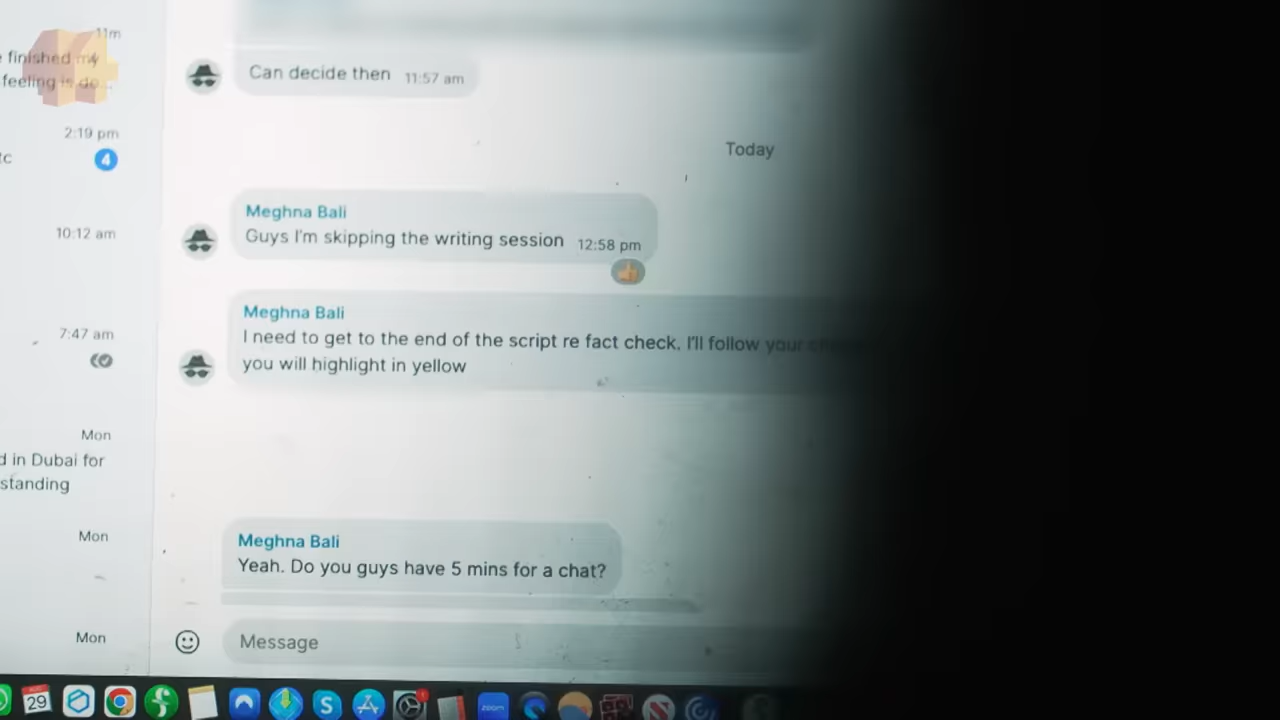 11m
finished my
feeling is do...
2:19 pm
tc
4
10:12 am
7:47 am
Mon
d in Dubai for
standing
Mon
Mon
Can decide then 11:57 am
Today
Meghna Bali
Guys I'm skipping the writing session 12:58 pm
Meghna Bali
I need to get to the end of the script re fact check. I'll follow your
you will highlight in yellow
Meghna Bali
Yeah. Do you guys have 5 mins for a chat?
Message
29
zoom